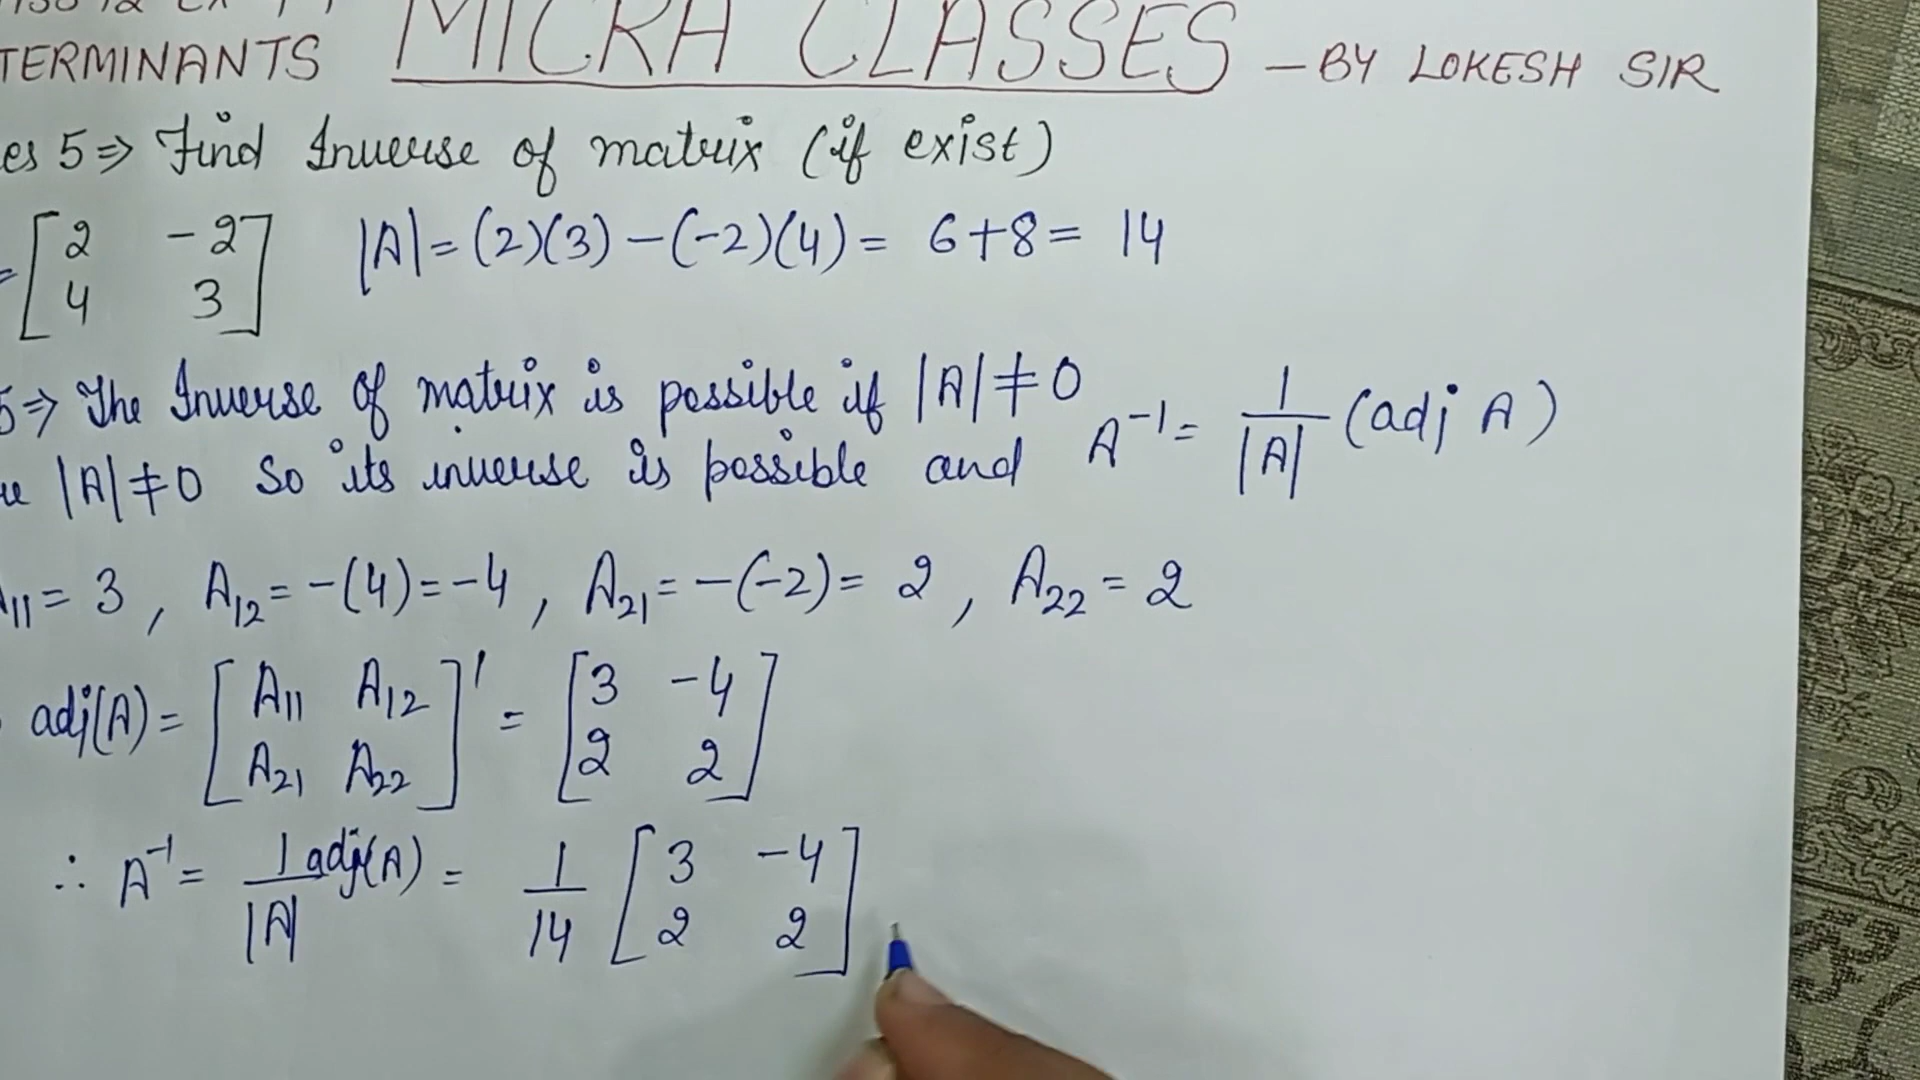 TERMINANTS MICRA CLASSES - BY LOKESH SIR
5 ⇒ Find Inverse of matrix (if exist)
= [2 -2; 4 3] |A| = (2)(3) - (-2)(4) = 6+8 = 14
⇒ The Inverse of matrix is possible if |A| ≠ 0
|A| ≠ 0 So its inverse is possible and A⁻¹ = 1/|A| (adj A)
A₁₁ = 3, A₁₂ = -(4) = -4, A₂₁ = -(-2) = 2, A₂₂ = 2
adj(A) = [A₁₁ A₁₂; A₂₁ A₂₂]' = [3 -4; 2 2]
∴ A⁻¹ = 1/|A| adj(A) = 1/14 [3 -4; 2 2]